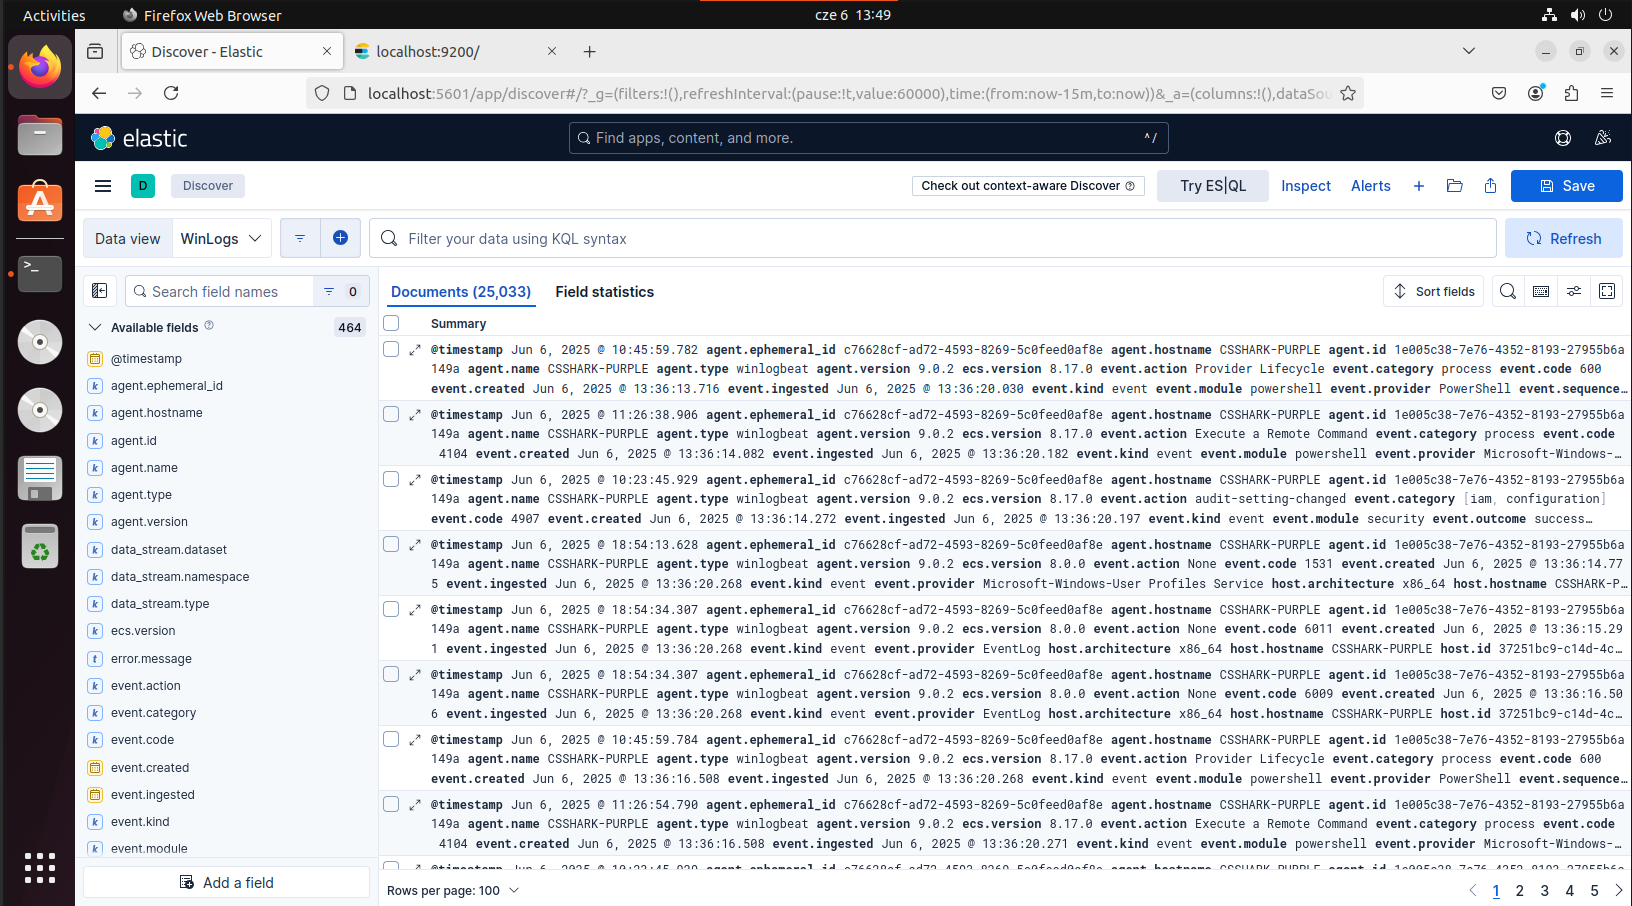 Activities
Firefox Web Browser
cze 6 13:49
Discover - Elastic
localhost:9200/
localhost:5601/app/discover#/?_g=(filters:!(),refreshInterval:(pause:!t,value:60000),time:(from:now-15m,to:now))&_a=(columns:!(),dataSou
elastic
Find apps, content, and more.
^ /
D
Discover
Check out context-aware Discover
Try ES|QL
Inspect
Alerts
Save
Data view
WinLogs
Filter your data using KQL syntax
Refresh
Search field names
0
Documents (25,033)
Field statistics
Sort fields
Available fields
464
Summary
@timestamp
agent.ephemeral_id
agent.hostname
agent.id
agent.name
agent.type
agent.version
data_stream.dataset
data_stream.namespace
data_stream.type
ecs.version
error.message
event.action
event.category
event.code
event.created
event.ingested
event.kind
event.module
Add a field
@timestamp Jun 6, 2025 @ 10:45:59.782 agent.ephemeral_id c76628cf-ad72-4593-8269-5c0feed0af8e agent.hostname CSSHARK-PURPLE agent.id 1e005c38-7e76-4352-8193-27955b6a
149a agent.name CSSHARK-PURPLE agent.type winlogbeat agent.version 9.0.2 ecs.version 8.17.0 event.action Provider Lifecycle event.category process event.code 600
event.created Jun 6, 2025 @ 13:36:13.716 event.ingested Jun 6, 2025 @ 13:36:20.030 event.kind event event.module powershell event.provider PowerShell event.sequence…
@timestamp Jun 6, 2025 @ 11:26:38.906 agent.ephemeral_id c76628cf-ad72-4593-8269-5c0feed0af8e agent.hostname CSSHARK-PURPLE agent.id 1e005c38-7e76-4352-8193-27955b6a
149a agent.name CSSHARK-PURPLE agent.type winlogbeat agent.version 9.0.2 ecs.version 8.17.0 event.action Execute a Remote Command event.category process event.code
4104 event.created Jun 6, 2025 @ 13:36:14.082 event.ingested Jun 6, 2025 @ 13:36:20.182 event.kind event event.module powershell event.provider Microsoft-Windows-…
@timestamp Jun 6, 2025 @ 10:23:45.929 agent.ephemeral_id c76628cf-ad72-4593-8269-5c0feed0af8e agent.hostname CSSHARK-PURPLE agent.id 1e005c38-7e76-4352-8193-27955b6a
149a agent.name CSSHARK-PURPLE agent.type winlogbeat agent.version 9.0.2 ecs.version 8.17.0 event.action audit-setting-changed event.category [iam, configuration]
event.code 4907 event.created Jun 6, 2025 @ 13:36:14.272 event.ingested Jun 6, 2025 @ 13:36:20.197 event.kind event event.module security event.outcome success…
@timestamp Jun 6, 2025 @ 18:54:13.628 agent.ephemeral_id c76628cf-ad72-4593-8269-5c0feed0af8e agent.hostname CSSHARK-PURPLE agent.id 1e005c38-7e76-4352-8193-27955b6a
149a agent.name CSSHARK-PURPLE agent.type winlogbeat agent.version 9.0.2 ecs.version 8.0.0 event.action None event.code 1531 event.created Jun 6, 2025 @ 13:36:14.77
5 event.ingested Jun 6, 2025 @ 13:36:20.268 event.kind event event.provider Microsoft-Windows-User Profiles Service host.architecture x86_64 host.hostname CSSHARK-P…
@timestamp Jun 6, 2025 @ 18:54:34.307 agent.ephemeral_id c76628cf-ad72-4593-8269-5c0feed0af8e agent.hostname CSSHARK-PURPLE agent.id 1e005c38-7e76-4352-8193-27955b6a
149a agent.name CSSHARK-PURPLE agent.type winlogbeat agent.version 9.0.2 ecs.version 8.0.0 event.action None event.code 6011 event.created Jun 6, 2025 @ 13:36:15.29
1 event.ingested Jun 6, 2025 @ 13:36:20.268 event.kind event event.provider EventLog host.architecture x86_64 host.hostname CSSHARK-PURPLE host.id 37251bc9-c14d-4c…
@timestamp Jun 6, 2025 @ 18:54:34.307 agent.ephemeral_id c76628cf-ad72-4593-8269-5c0feed0af8e agent.hostname CSSHARK-PURPLE agent.id 1e005c38-7e76-4352-8193-27955b6a
149a agent.name CSSHARK-PURPLE agent.type winlogbeat agent.version 9.0.2 ecs.version 8.0.0 event.action None event.code 6009 event.created Jun 6, 2025 @ 13:36:16.50
6 event.ingested Jun 6, 2025 @ 13:36:20.268 event.kind event event.provider EventLog host.architecture x86_64 host.hostname CSSHARK-PURPLE host.id 37251bc9-c14d-4c…
@timestamp Jun 6, 2025 @ 10:45:59.784 agent.ephemeral_id c76628cf-ad72-4593-8269-5c0feed0af8e agent.hostname CSSHARK-PURPLE agent.id 1e005c38-7e76-4352-8193-27955b6a
149a agent.name CSSHARK-PURPLE agent.type winlogbeat agent.version 9.0.2 ecs.version 8.17.0 event.action Provider Lifecycle event.category process event.code 600
event.created Jun 6, 2025 @ 13:36:16.508 event.ingested Jun 6, 2025 @ 13:36:20.268 event.kind event event.module powershell event.provider PowerShell event.sequence…
@timestamp Jun 6, 2025 @ 11:26:54.790 agent.ephemeral_id c76628cf-ad72-4593-8269-5c0feed0af8e agent.hostname CSSHARK-PURPLE agent.id 1e005c38-7e76-4352-8193-27955b6a
149a agent.name CSSHARK-PURPLE agent.type winlogbeat agent.version 9.0.2 ecs.version 8.17.0 event.action Execute a Remote Command event.category process event.code
4104 event.created Jun 6, 2025 @ 13:36:16.508 event.ingested Jun 6, 2025 @ 13:36:20.271 event.kind event event.module powershell event.provider Microsoft-Windows-…
Rows per page: 100
1 2 3 4 5